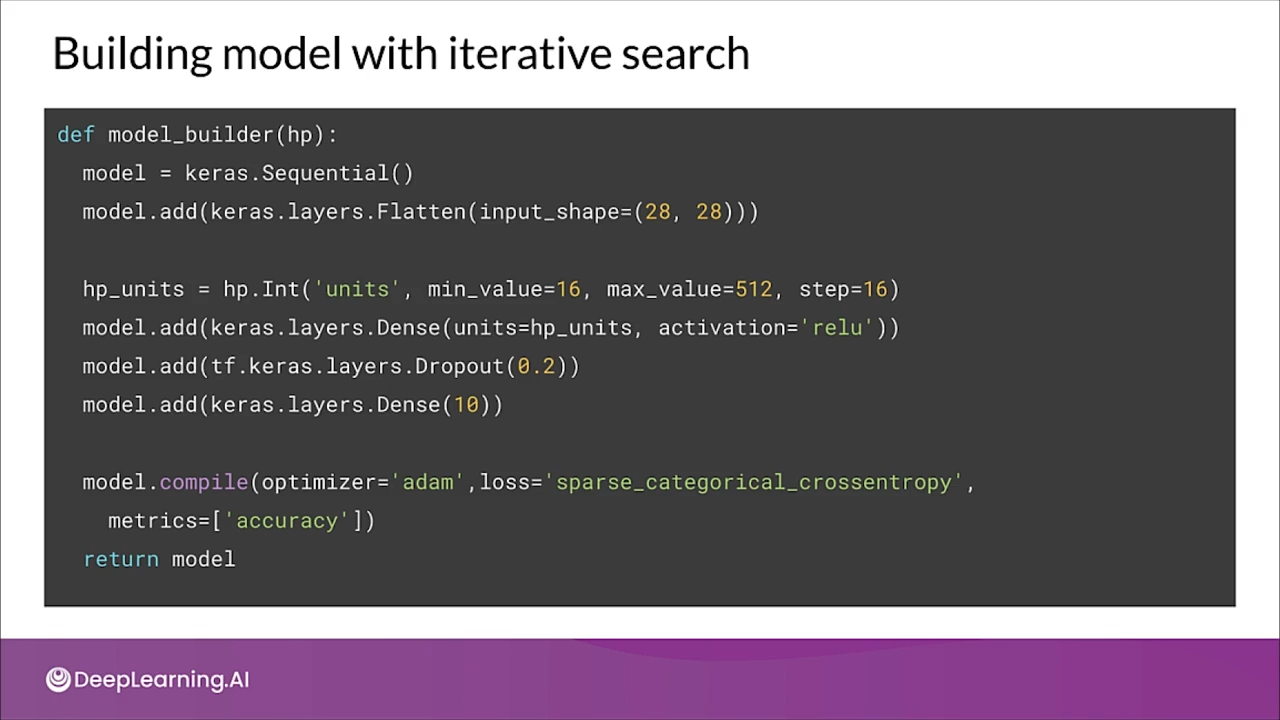 Building model with iterative search
def model_builder(hp):
  model = keras.Sequential()
  model.add(keras.layers.Flatten(input_shape=(28, 28)))

  hp_units = hp.Int('units', min_value=16, max_value=512, step=16)
  model.add(keras.layers.Dense(units=hp_units, activation='relu'))
  model.add(tf.keras.layers.Dropout(0.2))
  model.add(keras.layers.Dense(10))

  model.compile(optimizer='adam',loss='sparse_categorical_crossentropy',
    metrics=['accuracy'])
  return model
DeepLearning.AI